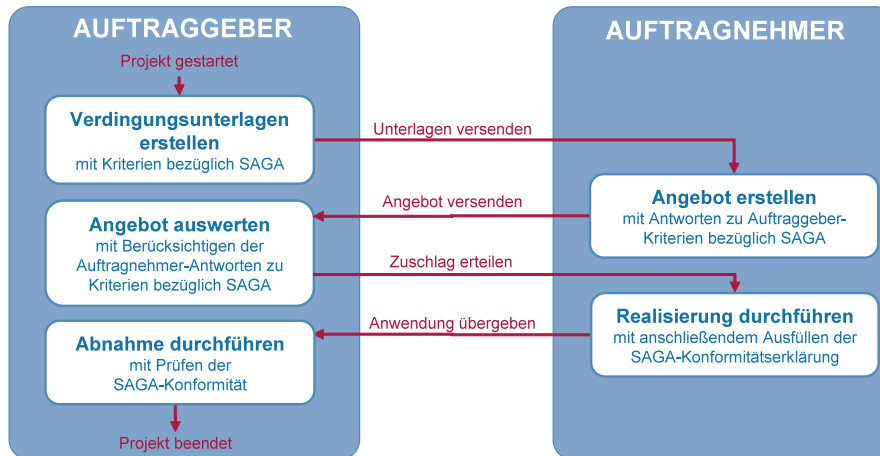 AUFTRAGGEBER
Projekt gestartet
Verdingungsunterlagen
erstellen
mit Kriterien bezüglich SAGA
Unterlagen versenden
AUFTRAGNEHMER
Angebot erstellen
mit Antworten zu Auftraggeber-
Kriterien bezüglich SAGA
Angebot versenden
Angebot auswerten
mit Berücksichtigen der
Auftragnehmer-Antworten zu
Kriterien bezüglich SAGA
Zuschlag erteilen
Realisierung durchführen
mit anschließendem Ausfüllen der
SAGA-Konformitätserklärung
Anwendung übergeben
Abnahme durchführen
mit Prüfen der
SAGA-Konformität
Projekt beendet